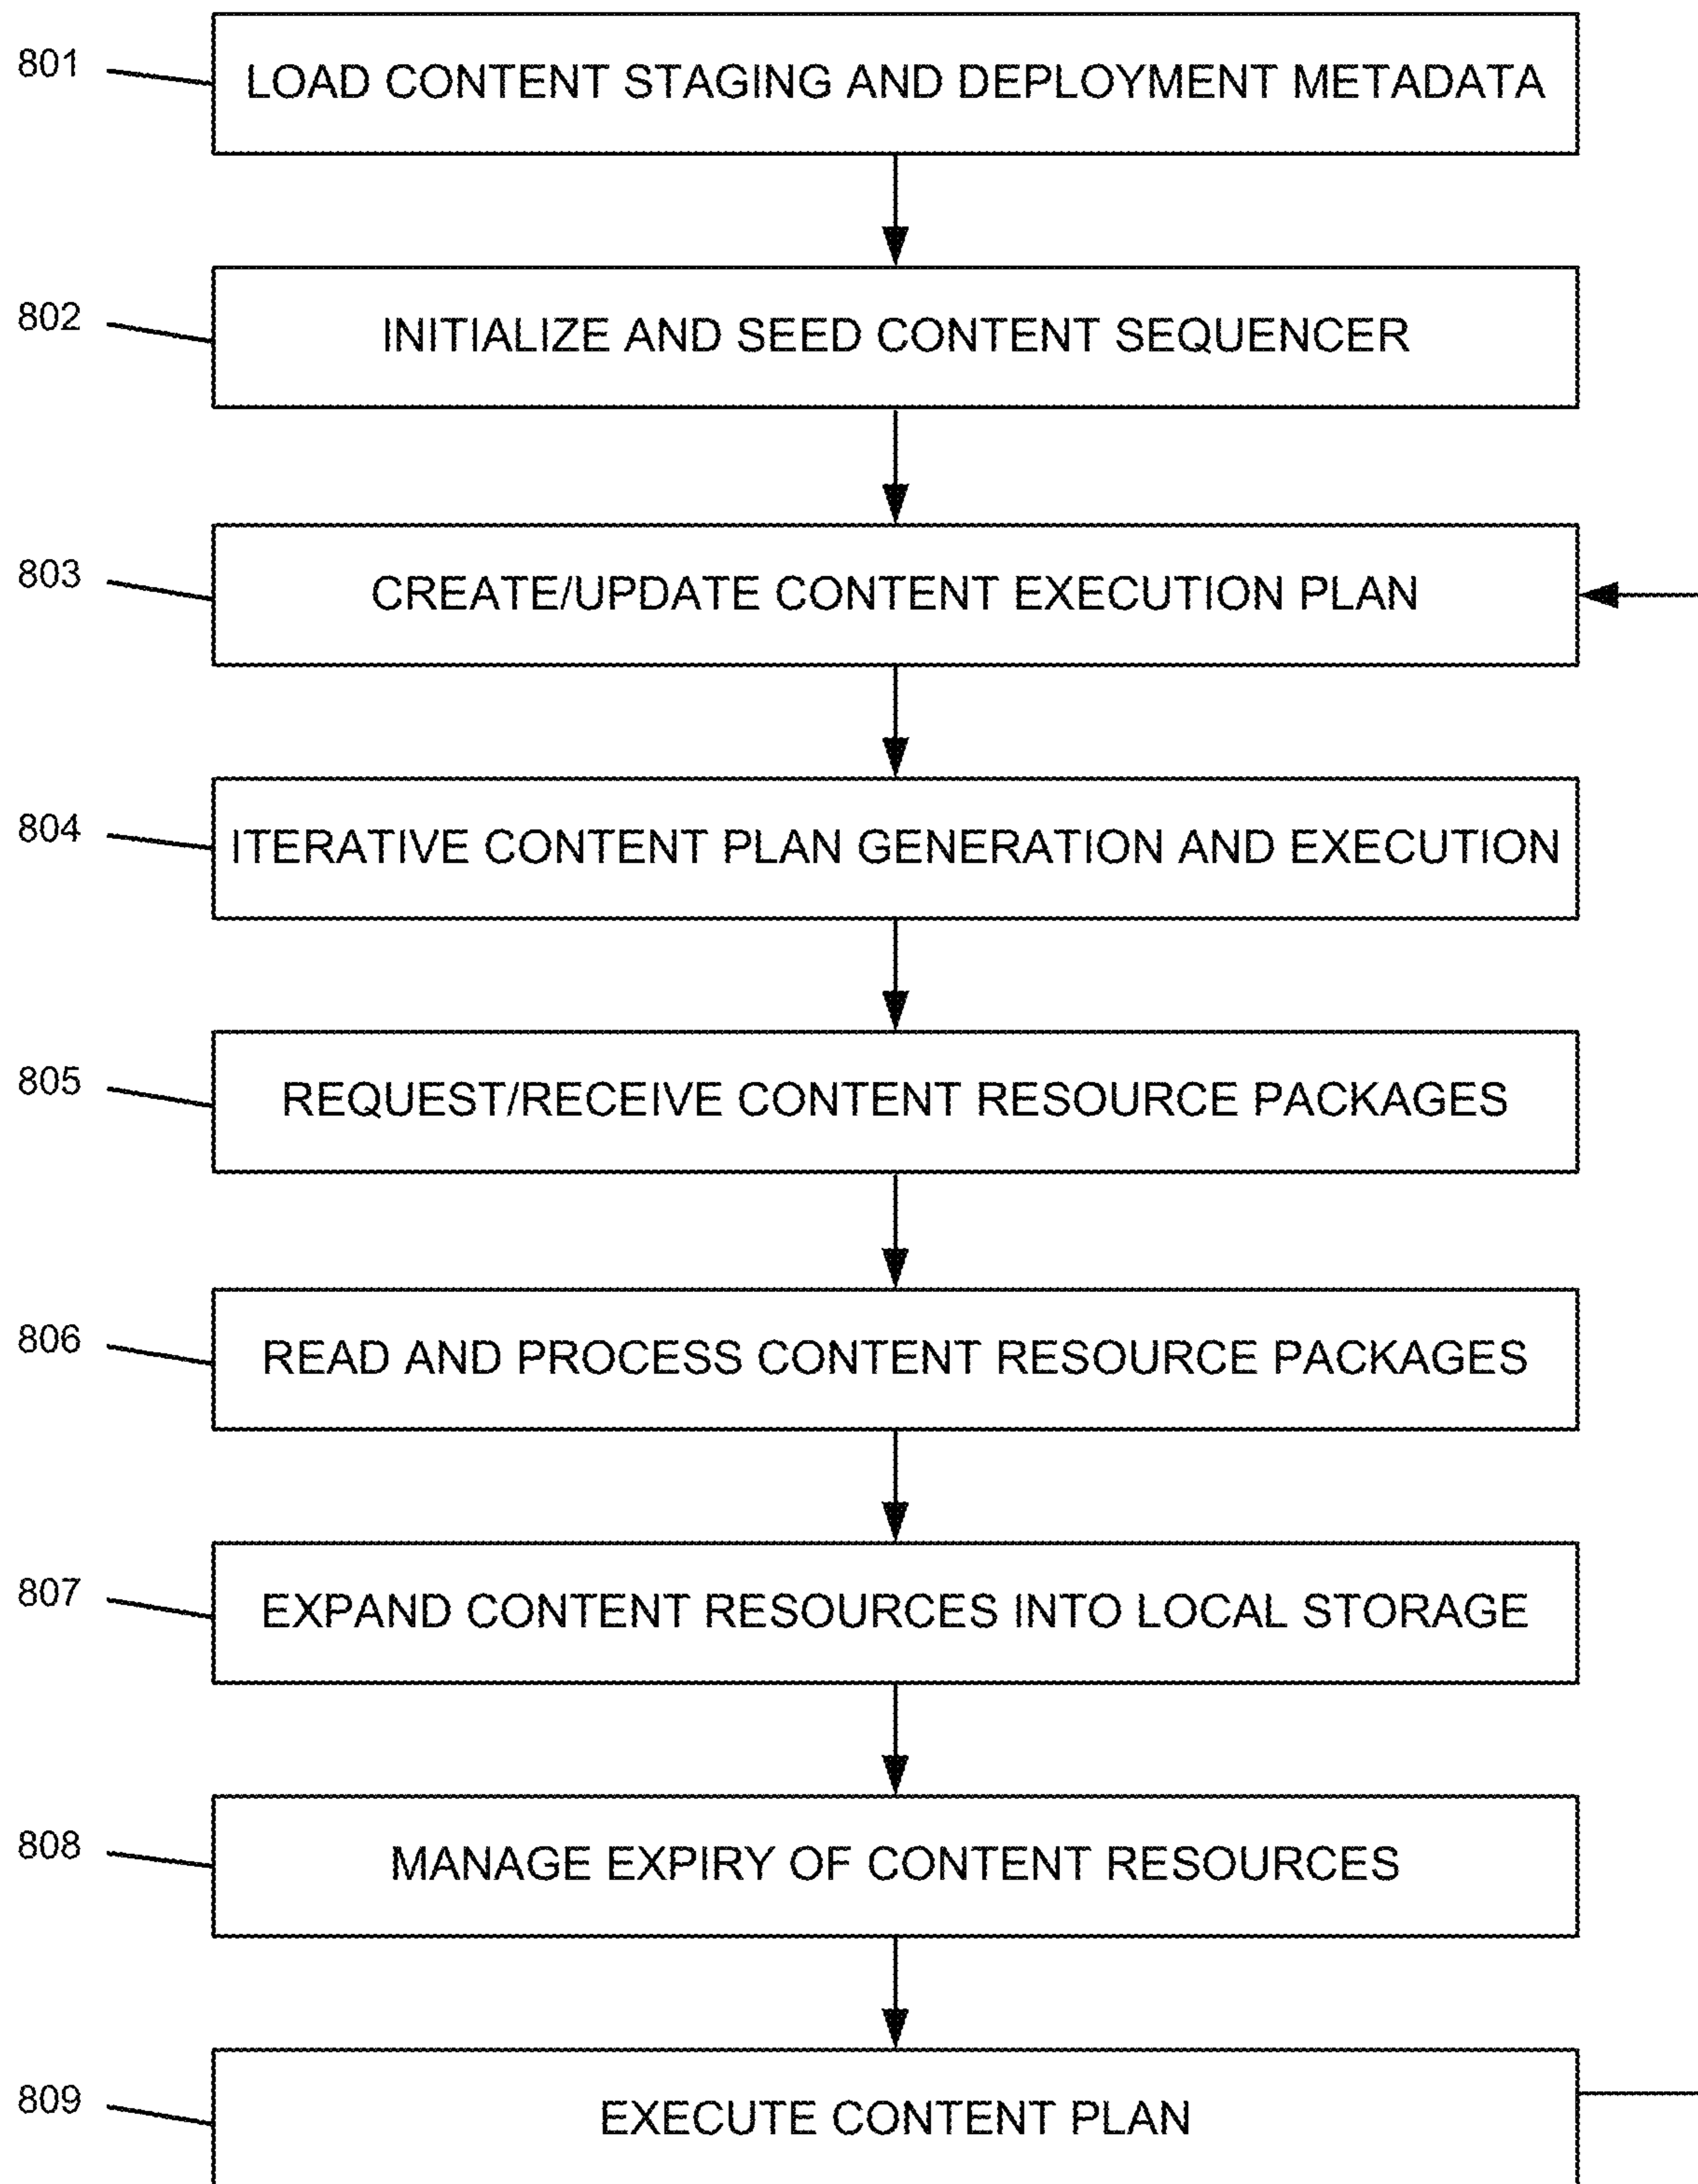 801
LOAD CONTENT STAGING AND DEPLOYMENT METADATA
802
INITIALIZE AND SEED CONTENT SEQUENCER
803
CREATE/UPDATE CONTENT EXECUTION PLAN
804
ITERATIVE CONTENT PLAN GENERATION AND EXECUTION
805
REQUEST/RECEIVE CONTENT RESOURCE PACKAGES
806
READ AND PROCESS CONTENT RESOURCE PACKAGES
807
EXPAND CONTENT RESOURCES INTO LOCAL STORAGE
808
MANAGE EXPIRY OF CONTENT RESOURCES
809
EXECUTE CONTENT PLAN